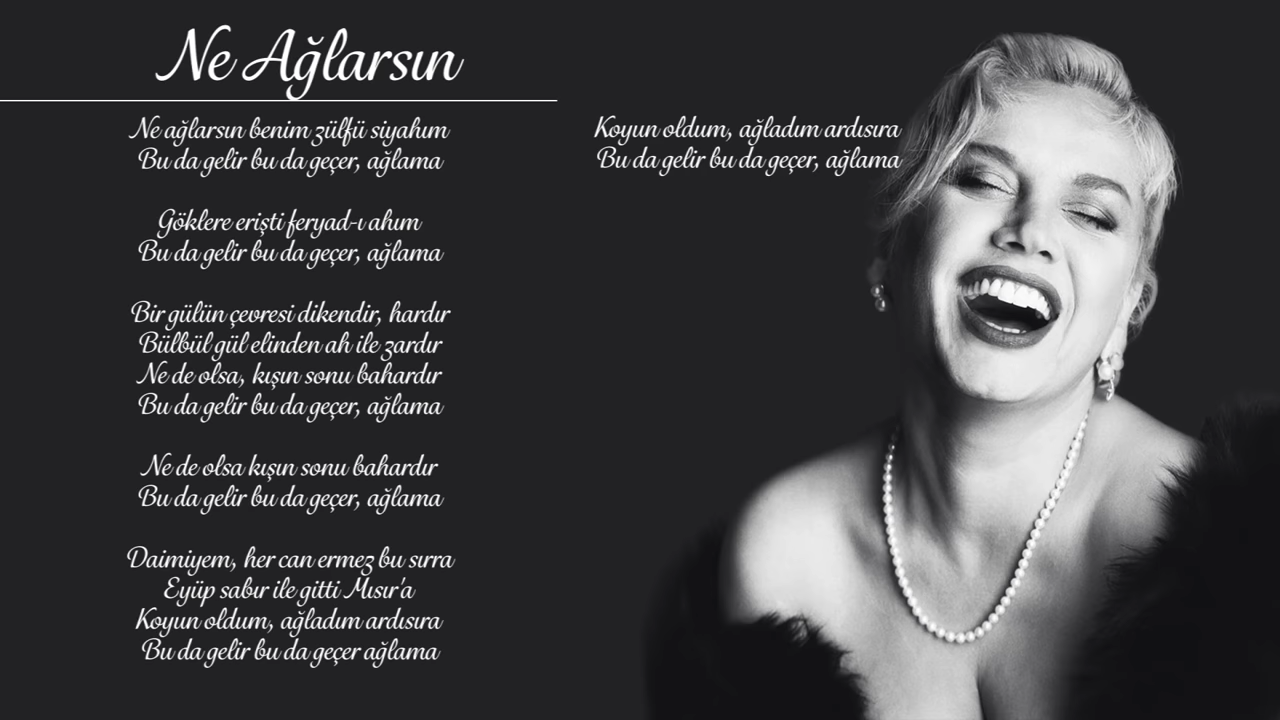 Ne Ağlarsın
Ne ağlarsın benim zülfü siyahım
Bu da gelir bu da geçer, ağlama
Göklere erişti feryad-ı ahım
Bu da gelir bu da geçer, ağlama
Bir gülün çevresi dikendir, hardır
Bülbül gül elinden ah ile zardır
Ne de olsa, kışın sonu bahardır
Bu da gelir bu da geçer, ağlama
Ne de olsa kışın sonu bahardır
Bu da gelir bu da geçer, ağlama
Daimiyem, her can ermez bu sırra
Eyüp sabır ile gitti Mısır'a
Koyun oldum, ağladım ardısıra
Bu da gelir bu da geçer ağlama
Koyun oldum, ağladım ardısıra
Bu da gelir bu da geçer, ağlama